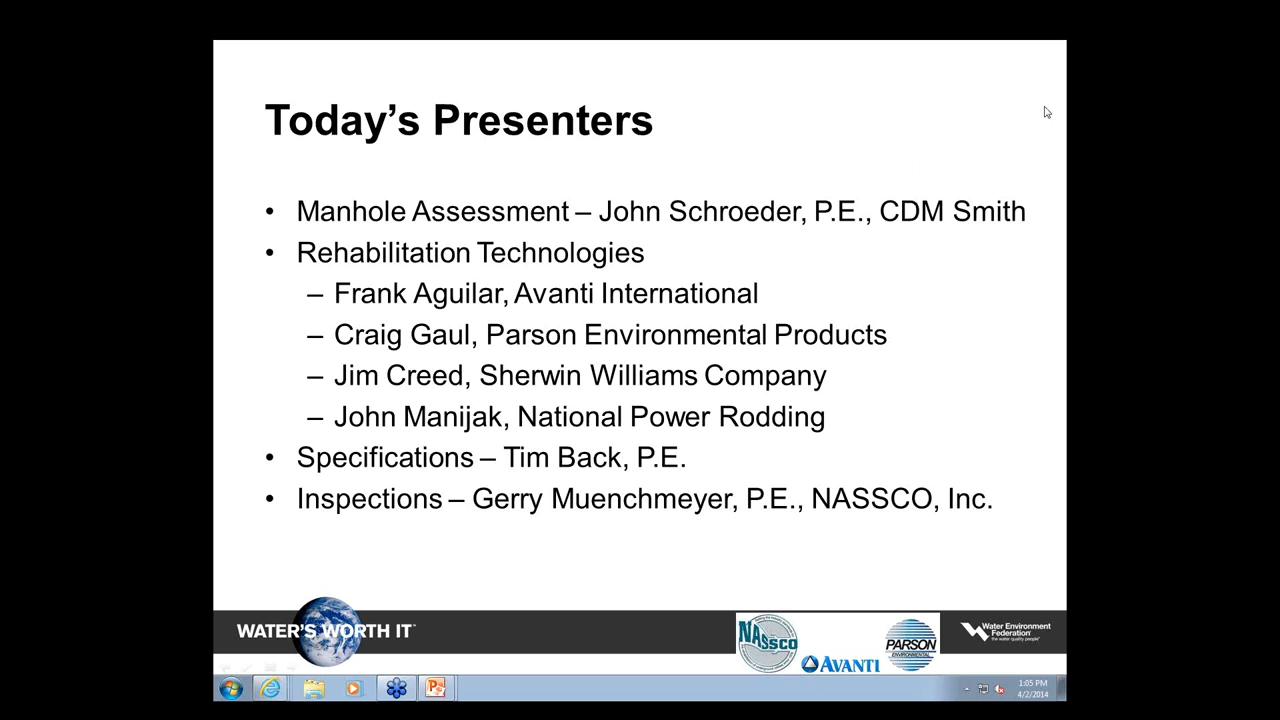 Today's Presenters
• Manhole Assessment – John Schroeder, P.E., CDM Smith
• Rehabilitation Technologies
– Frank Aguilar, Avanti International
– Craig Gaul, Parson Environmental Products
– Jim Creed, Sherwin Williams Company
– John Manijak, National Power Rodding
• Specifications – Tim Back, P.E.
• Inspections – Gerry Muenchmeyer, P.E., NASSCO, Inc.
WATER'S WORTH IT
NASSCO
AVANTI
PARSON
ENVIRONMENTAL
Water Environment
Federation
the water quality people
1:05 PM
4/2/2014